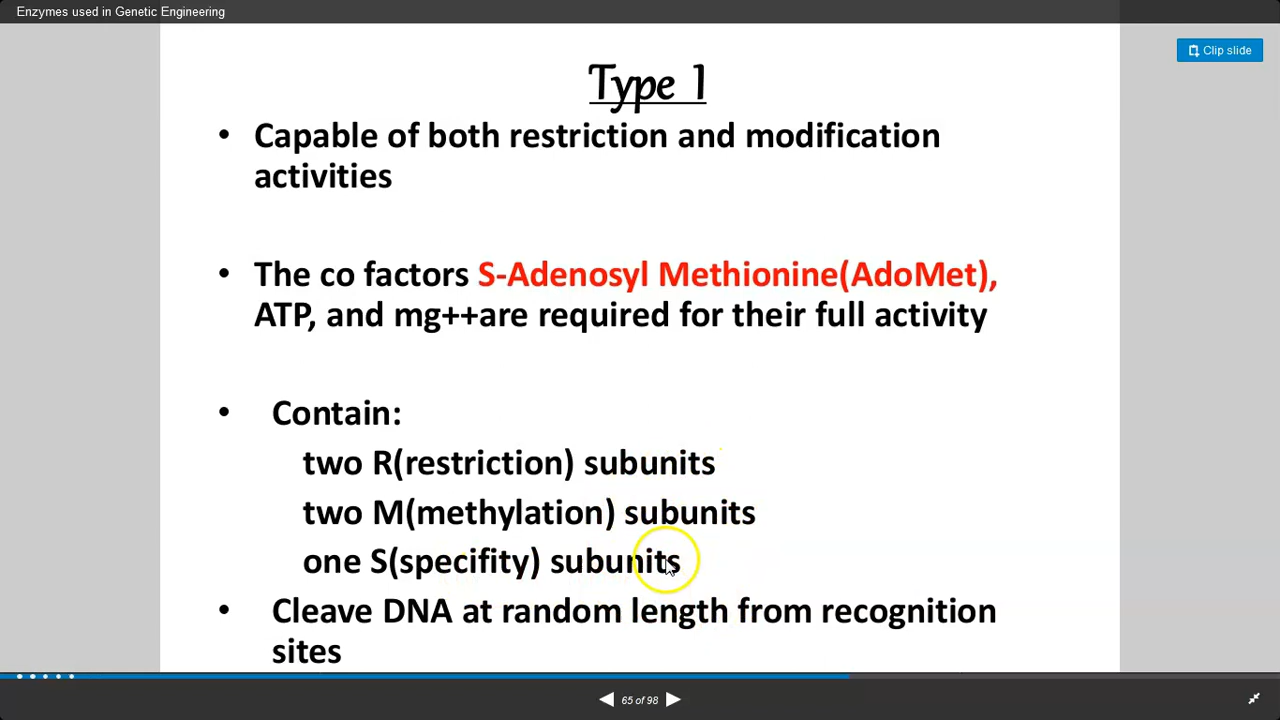 Enzymes used in Genetic Engineering
Clip slide
Type 1
• Capable of both restriction and modification
activities
• The co factors S-Adenosyl Methionine(AdoMet),
ATP, and mg++are required for their full activity
• Contain:
two R(restriction) subunits
two M(methylation) subunits
one S(specifity) subunits
• Cleave DNA at random length from recognition
sites
65 of 98